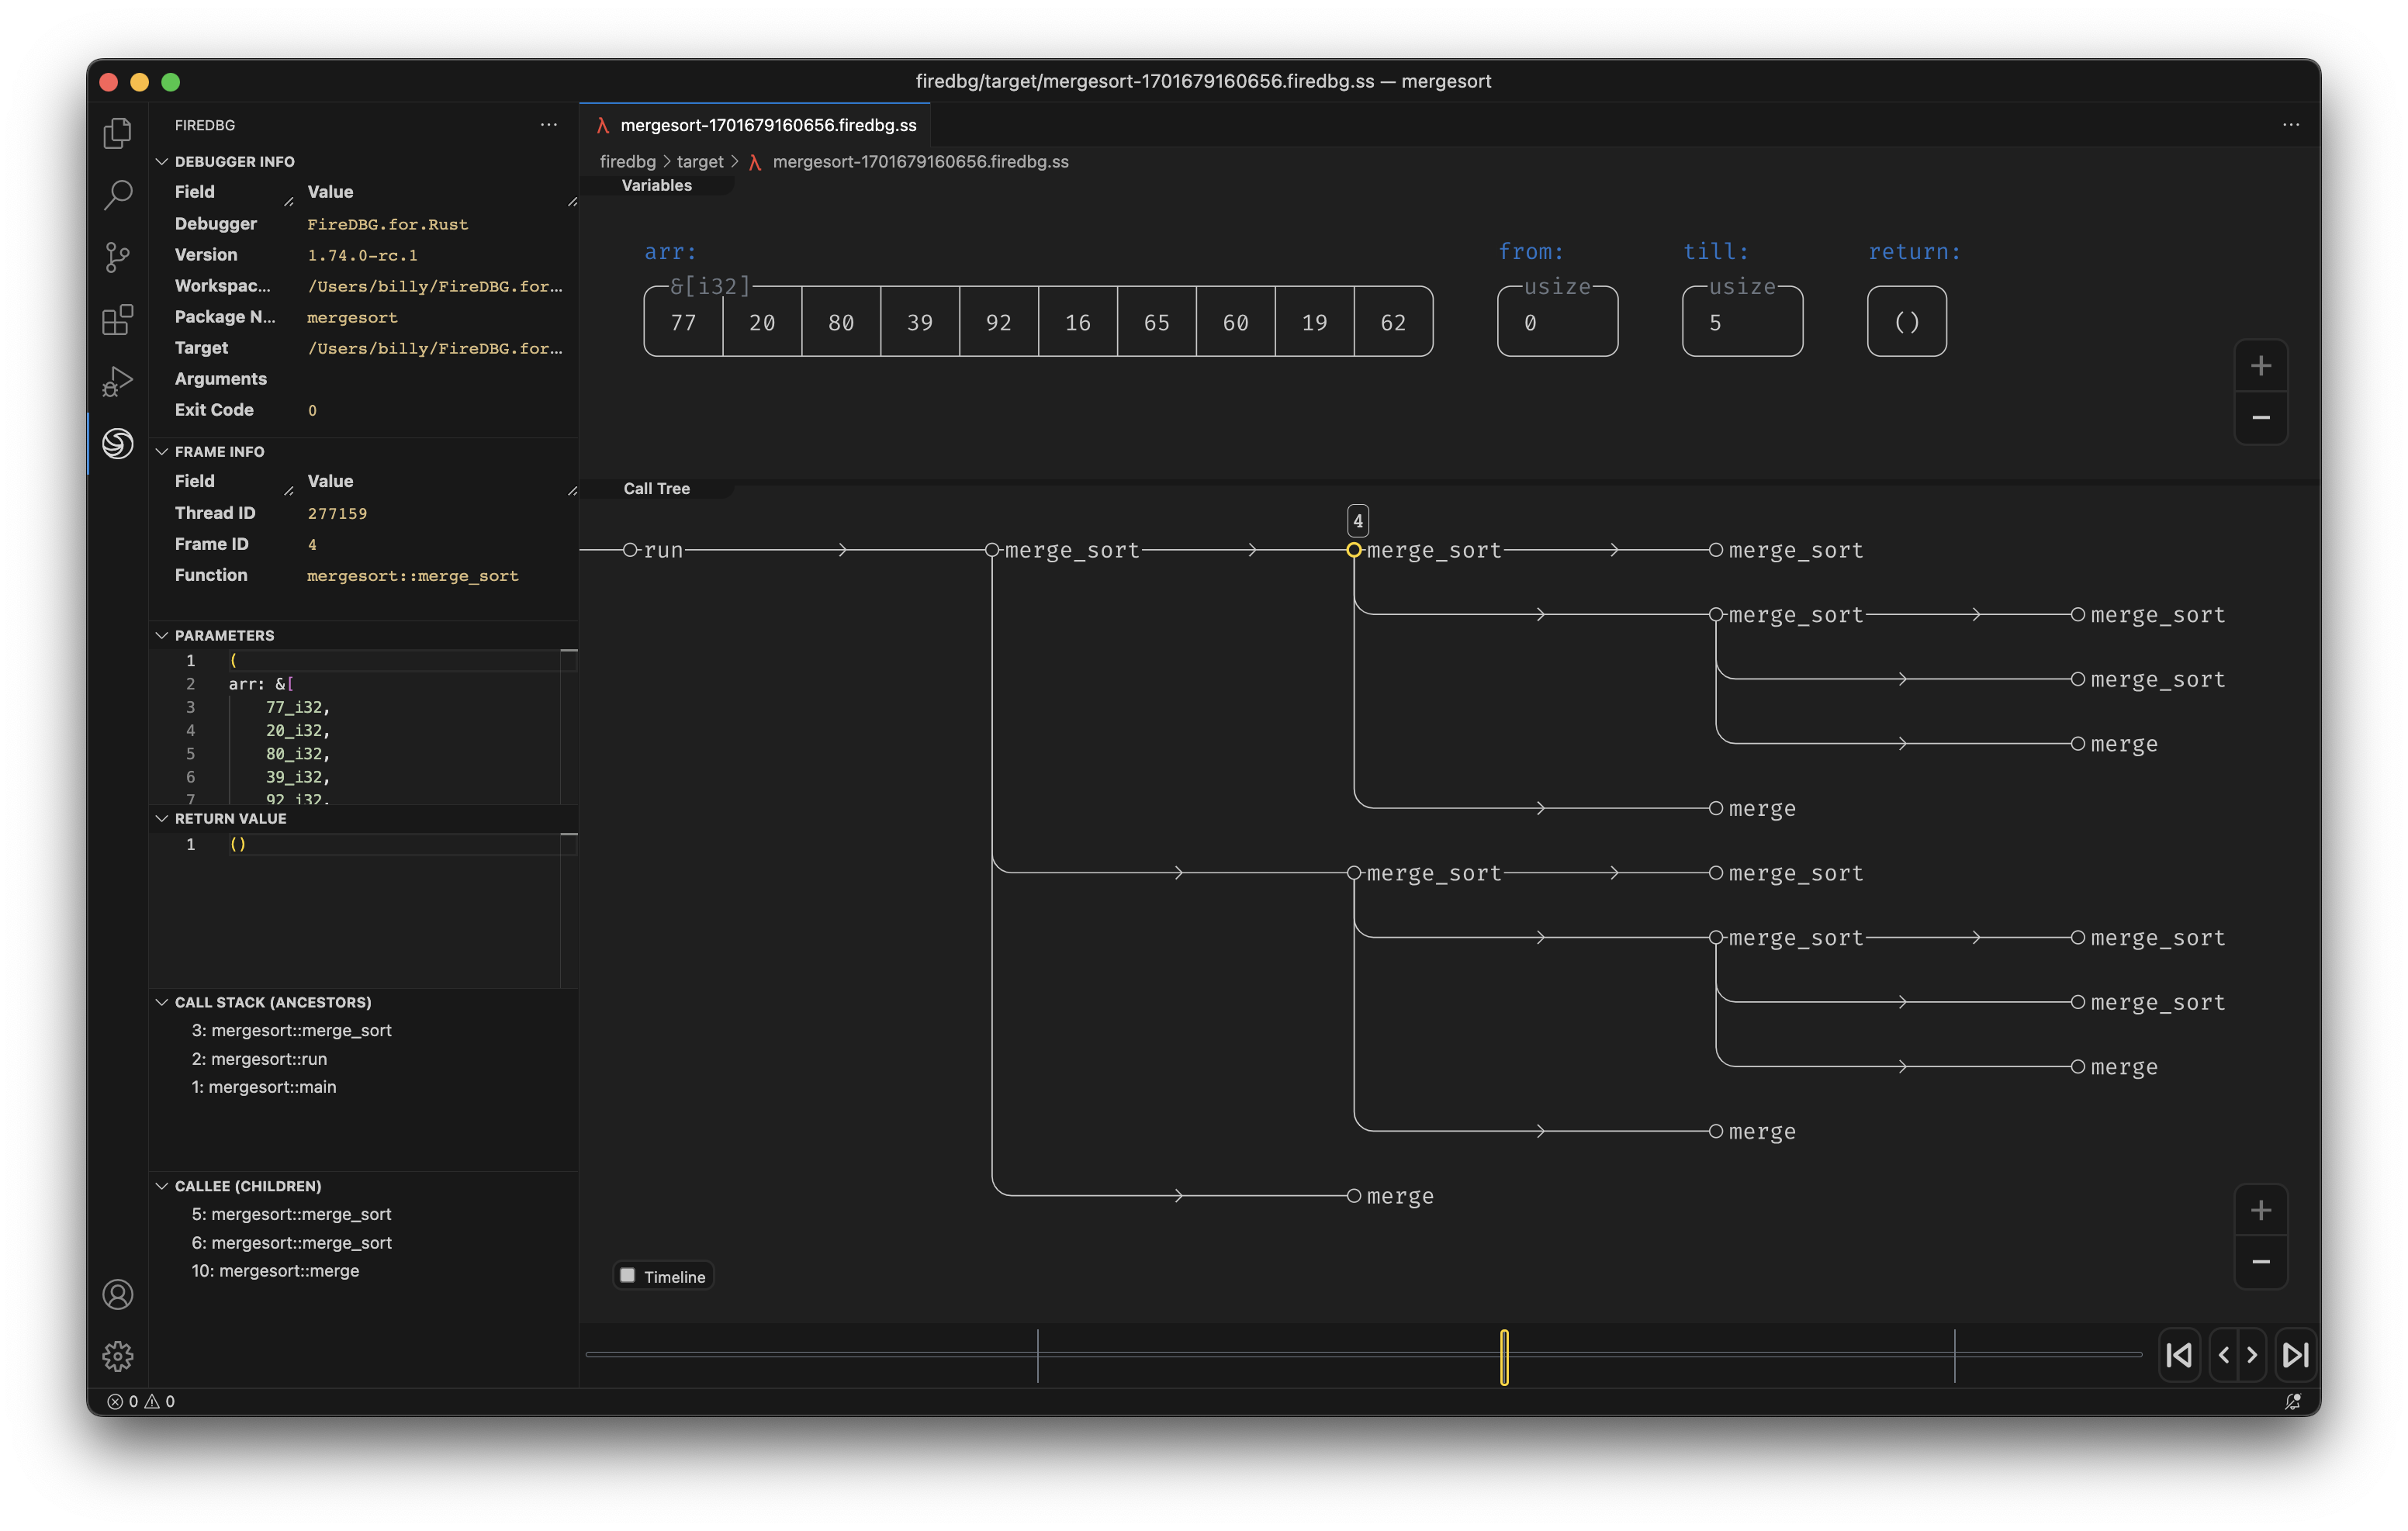 firedbg/target/mergesort-1701679160656.firedbg.ss — mergesort
FIREDBG
DEBUGGER INFO
Field Value
Debugger FireDBG.for.Rust
Version 1.74.0-rc.1
Workspac... /Users/billy/FireDBG.for...
Package N... mergesort
Target /Users/billy/FireDBG.for...
Arguments
Exit Code 0
FRAME INFO
Field Value
Thread ID 277159
Frame ID 4
Function mergesort::merge_sort
PARAMETERS
1 (
2 arr: &[
3 77_i32,
4 20_i32,
5 80_i32,
6 39_i32,
7 92_i32,
RETURN VALUE
1 ()
CALL STACK (ANCESTORS)
3: mergesort::merge_sort
2: mergesort::run
1: mergesort::main
CALLEE (CHILDREN)
5: mergesort::merge_sort
6: mergesort::merge_sort
10: mergesort::merge
mergesort-1701679160656.firedbg.ss
firedbg > target > mergesort-1701679160656.firedbg.ss
Variables
arr: from: till: return:
&[i32] usize usize
77 20 80 39 92 16 65 60 19 62 0 5 ()
Call Tree
4
run merge_sort merge_sort merge_sort
merge_sort merge_sort
merge_sort
merge
merge
merge_sort merge_sort
merge_sort merge_sort
merge_sort
merge
merge
merge
Timeline
0 0